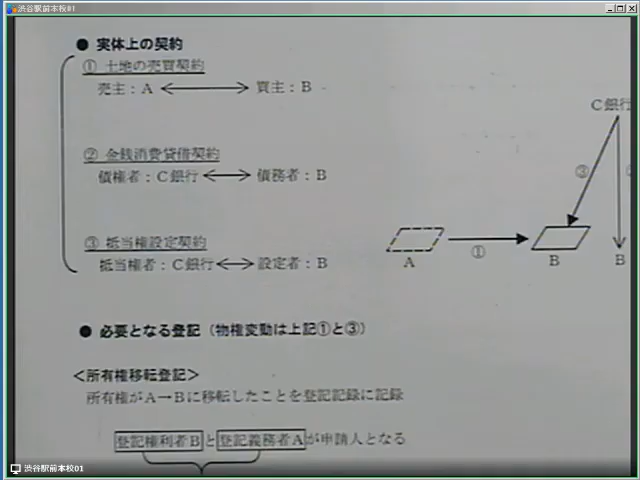 渋谷駅前本校01
● 実体上の契約
① 土地の売買契約
売主：A ⟷ 買主：B
② 金銭消費貸借契約
債権者：C銀行 ⟷ 債務者：B
③ 抵当権設定契約
抵当権者：C銀行 ⟷ 設定者：B
C銀行
③
①
A
B
B
● 必要となる登記（物権変動は上記①と③）
＜所有権移転登記＞
所有権がA→Bに移転したことを登記記録に記録
登記権利者Bと登記義務者Aが申請人となる
渋谷駅前本校01